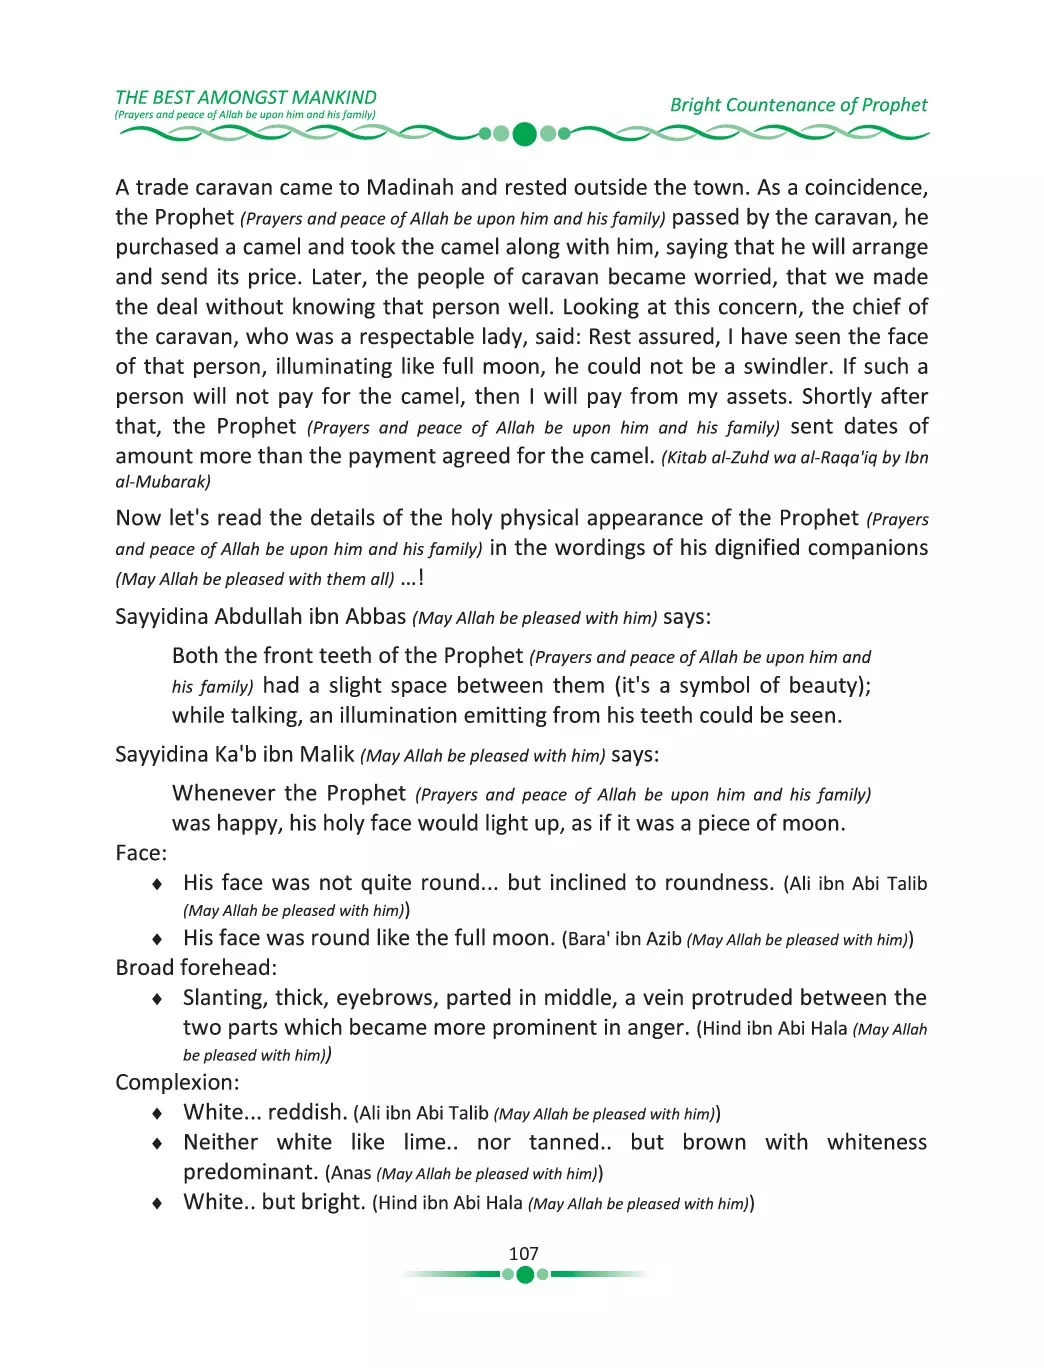 THE BEST AMONGST MANKIND
(Prayers and peace of Allah be upon him and his family)
Bright Countenance of Prophet
A trade caravan came to Madinah and rested outside the town. As a coincidence,
the Prophet (Prayers and peace of Allah be upon him and his family) passed by the caravan, he
purchased a camel and took the camel along with him, saying that he will arrange
and send its price. Later, the people of caravan became worried, that we made
the deal without knowing that person well. Looking at this concern, the chief of
the caravan, who was a respectable lady, said: Rest assured, I have seen the face
of that person, illuminating like full moon, he could not be a swindler. If such a
person will not pay for the camel, then I will pay from my assets. Shortly after
that, the Prophet (Prayers and peace of Allah be upon him and his family) sent dates of
amount more than the payment agreed for the camel. (Kitab al-Zuhd wa al-Raqa'iq by Ibn
al-Mubarak)
Now let's read the details of the holy physical appearance of the Prophet (Prayers
and peace of Allah be upon him and his family) in the wordings of his dignified companions
(May Allah be pleased with them all) ...!
Sayyidina Abdullah ibn Abbas (May Allah be pleased with him) says:
Both the front teeth of the Prophet (Prayers and peace of Allah be upon him and
his family) had a slight space between them (it's a symbol of beauty);
while talking, an illumination emitting from his teeth could be seen.
Sayyidina Ka'b ibn Malik (May Allah be pleased with him) says:
Whenever the Prophet (Prayers and peace of Allah be upon him and his family)
was happy, his holy face would light up, as if it was a piece of moon.
Face:
♦ His face was not quite round... but inclined to roundness. (Ali ibn Abi Talib
(May Allah be pleased with him))
♦ His face was round like the full moon. (Bara' ibn Azib (May Allah be pleased with him))
Broad forehead:
♦ Slanting, thick, eyebrows, parted in middle, a vein protruded between the
two parts which became more prominent in anger. (Hind ibn Abi Hala (May Allah
be pleased with him))
Complexion:
♦ White... reddish. (Ali ibn Abi Talib (May Allah be pleased with him))
♦ Neither white like lime.. nor tanned.. but brown with whiteness
predominant. (Anas (May Allah be pleased with him))
♦ White.. but bright. (Hind ibn Abi Hala (May Allah be pleased with him))
107